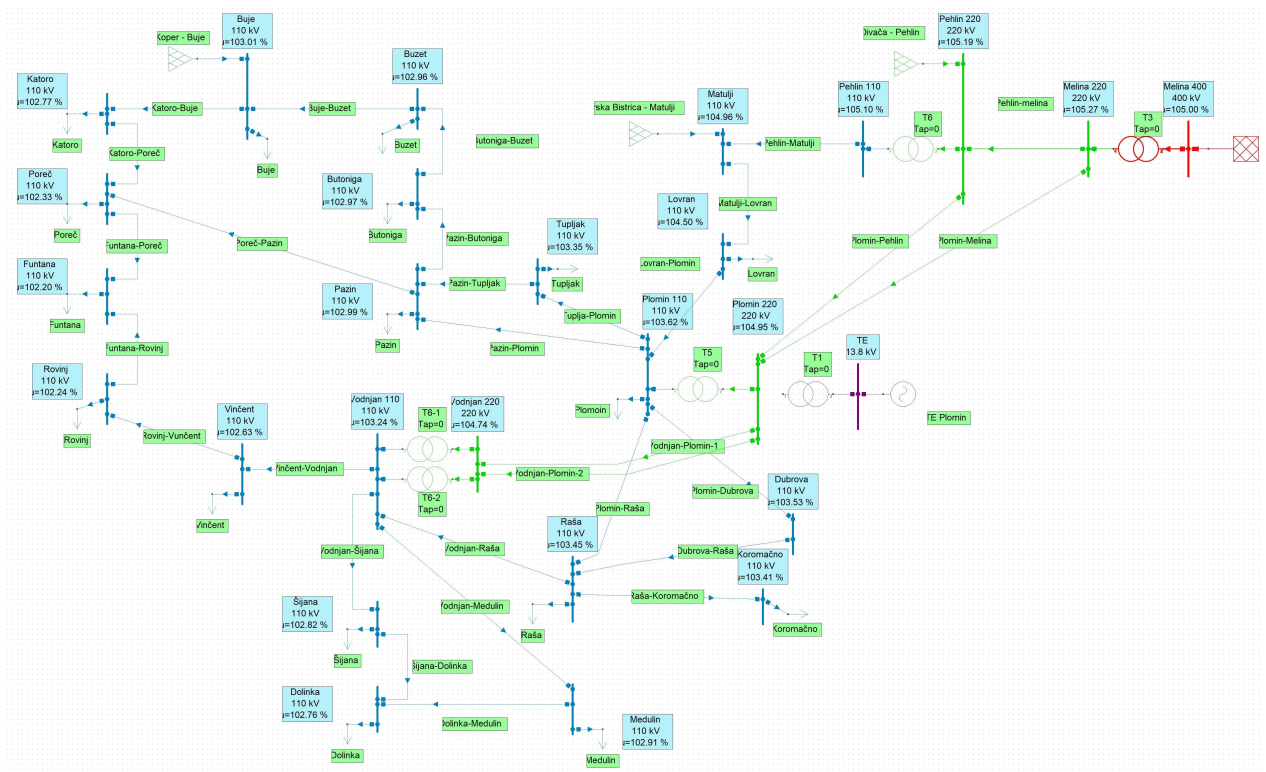 Buje
110 kV
u=103.01 %
Koper - Buje
Buzet
110 kV
u=102.96 %
Katoro
110 kV
u=102.77 %
Katoro-Buje
Buje-Buzet
Katoro
Buje
Buzet
Butoniga-Buzet
Katoro-Poreč
Poreč
110 kV
u=102.33 %
Poreč
Butoniga
110 kV
u=102.97 %
Butoniga
Funtana-Poreč
Poreč-Pazin
Pazin-Butoniga
Tupljak
110 kV
u=103.35 %
Funtana
110 kV
u=102.20 %
Funtana
Pazin
110 kV
u=102.99 %
Pazin
Pazin-Tupljak
Tupljak
Tuplja-Plomin
Pazin-Plomin
Funtana-Rovinj
Rovinj
110 kV
u=102.24 %
Rovinj
Rovinj-Vunčent
Vinčent
110 kV
u=102.63 %
Vinčent
Vinčent-Vodnjan
Vodnjan 110
110 kV
u=103.24 %
T6-1
Tap=0
T6-2
Tap=0
Vodnjan 220
220 kV
u=104.74 %
Pehlin 220
220 kV
u=105.19 %
Divača - Pehlin
Matulji
110 kV
u=104.96 %
Ilirska Bistrica - Matulji
Pehlin 110
110 kV
u=105.10 %
Pehlin-Matulji
T6
Tap=0
Pehlin-melina
Melina 220
220 kV
u=105.27 %
T3
Tap=0
Melina 400
400 kV
u=105.00 %
Lovran
110 kV
u=104.50 %
Matulji-Lovran
Lovran-Plomin
Lovran
Plomin-Pehlin
Plomin-Melina
Plomin 110
110 kV
u=103.62 %
Plomin 220
220 kV
u=104.95 %
T5
Tap=0
T1
Tap=0
TE
13.8 kV
TE Plomin
Plomoin
Vodnjan-Plomin-1
Vodnjan-Plomin-2
Plomin-Dubrova
Dubrova
110 kV
u=103.53 %
Plomin-Raša
Raša
110 kV
u=103.45 %
Dubrova-Raša
Koromačno
110 kV
u=103.41 %
Raša-Koromačno
Koromačno
Raša
Vodnjan-Raša
Vodnjan-Šijana
Vodnjan-Medulin
Šijana
110 kV
u=102.82 %
Šijana
Šijana-Dolinka
Dolinka
110 kV
u=102.76 %
Dolinka
Dolinka-Medulin
Medulin
110 kV
u=102.91 %
Medulin